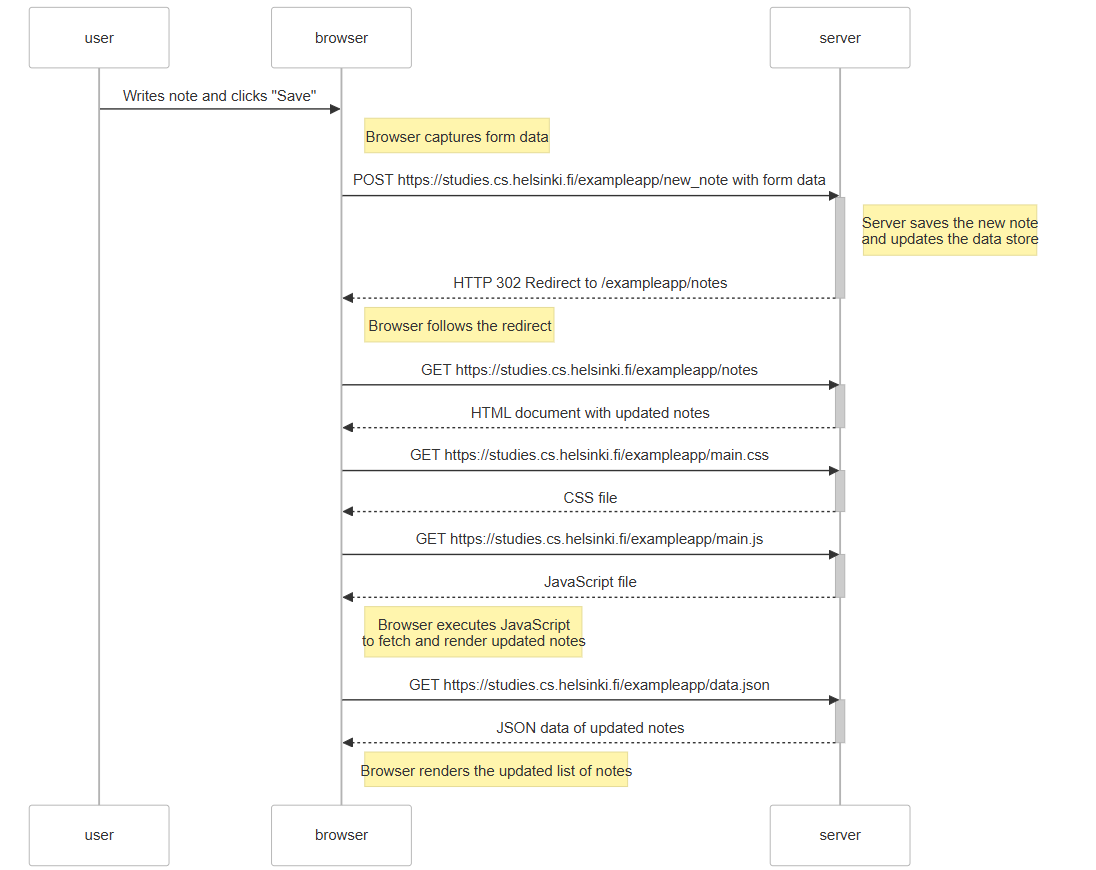 user
browser
server
Writes note and clicks "Save"
Browser captures form data
POST https://studies.cs.helsinki.fi/exampleapp/new_note with form data
Server saves the new note
and updates the data store
HTTP 302 Redirect to /exampleapp/notes
Browser follows the redirect
GET https://studies.cs.helsinki.fi/exampleapp/notes
HTML document with updated notes
GET https://studies.cs.helsinki.fi/exampleapp/main.css
CSS file
GET https://studies.cs.helsinki.fi/exampleapp/main.js
JavaScript file
Browser executes JavaScript
to fetch and render updated notes
GET https://studies.cs.helsinki.fi/exampleapp/data.json
JSON data of updated notes
Browser renders the updated list of notes
user
browser
server